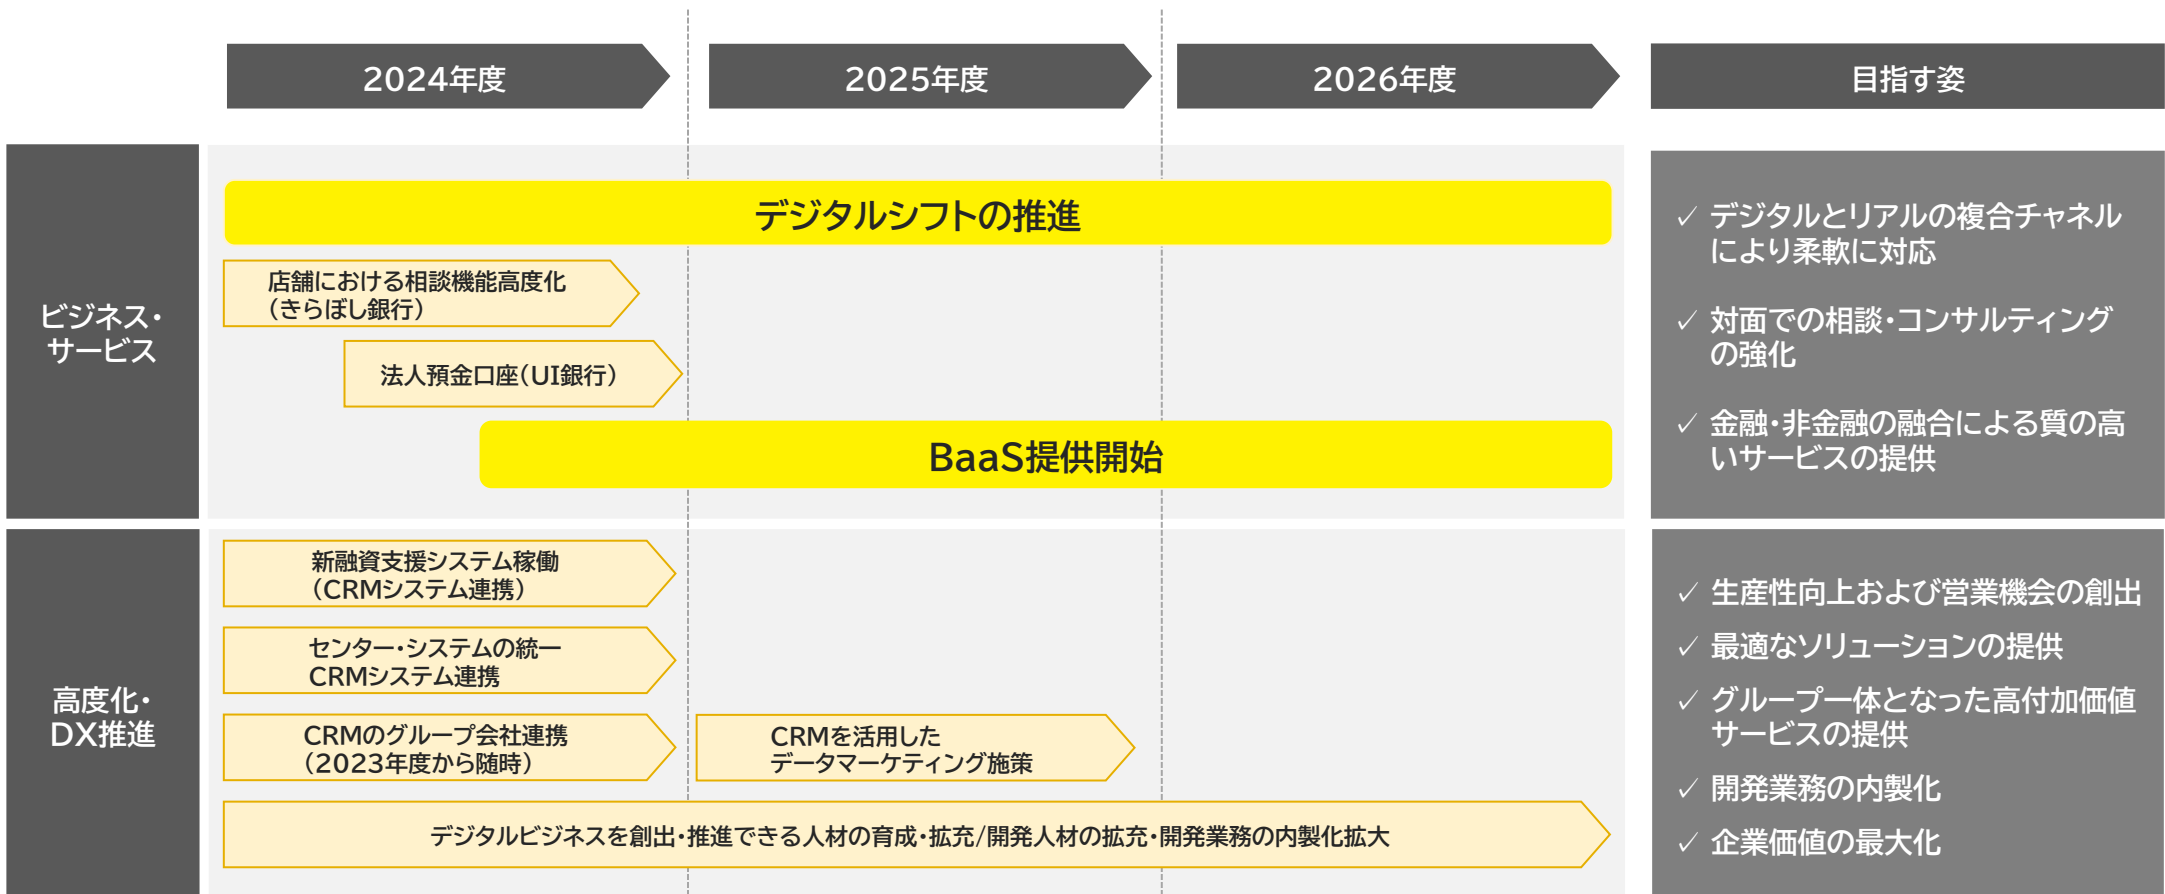 2024年度
2025年度
2026年度
目指す姿
ビジネス・
サービス
デジタルシフトの推進
店舗における相談機能高度化
（きらぼし銀行）
法人預金口座（UI銀行）
BaaS提供開始
✓ デジタルとリアルの複合チャネル
により柔軟に対応
✓ 対面での相談・コンサルティング
の強化
✓ 金融・非金融の融合による質の高
いサービスの提供
高度化・
DX推進
新融資支援システム稼働
（CRMシステム連携）
センター・システムの統一
CRMシステム連携
CRMのグループ会社連携
（2023年度から随時）
CRMを活用した
データマーケティング施策
デジタルビジネスを創出・推進できる人材の育成・拡充/開発人材の拡充・開発業務の内製化拡大
✓ 生産性向上および営業機会の創出
✓ 最適なソリューションの提供
✓ グループ一体となった高付加価値
サービスの提供
✓ 開発業務の内製化
✓ 企業価値の最大化